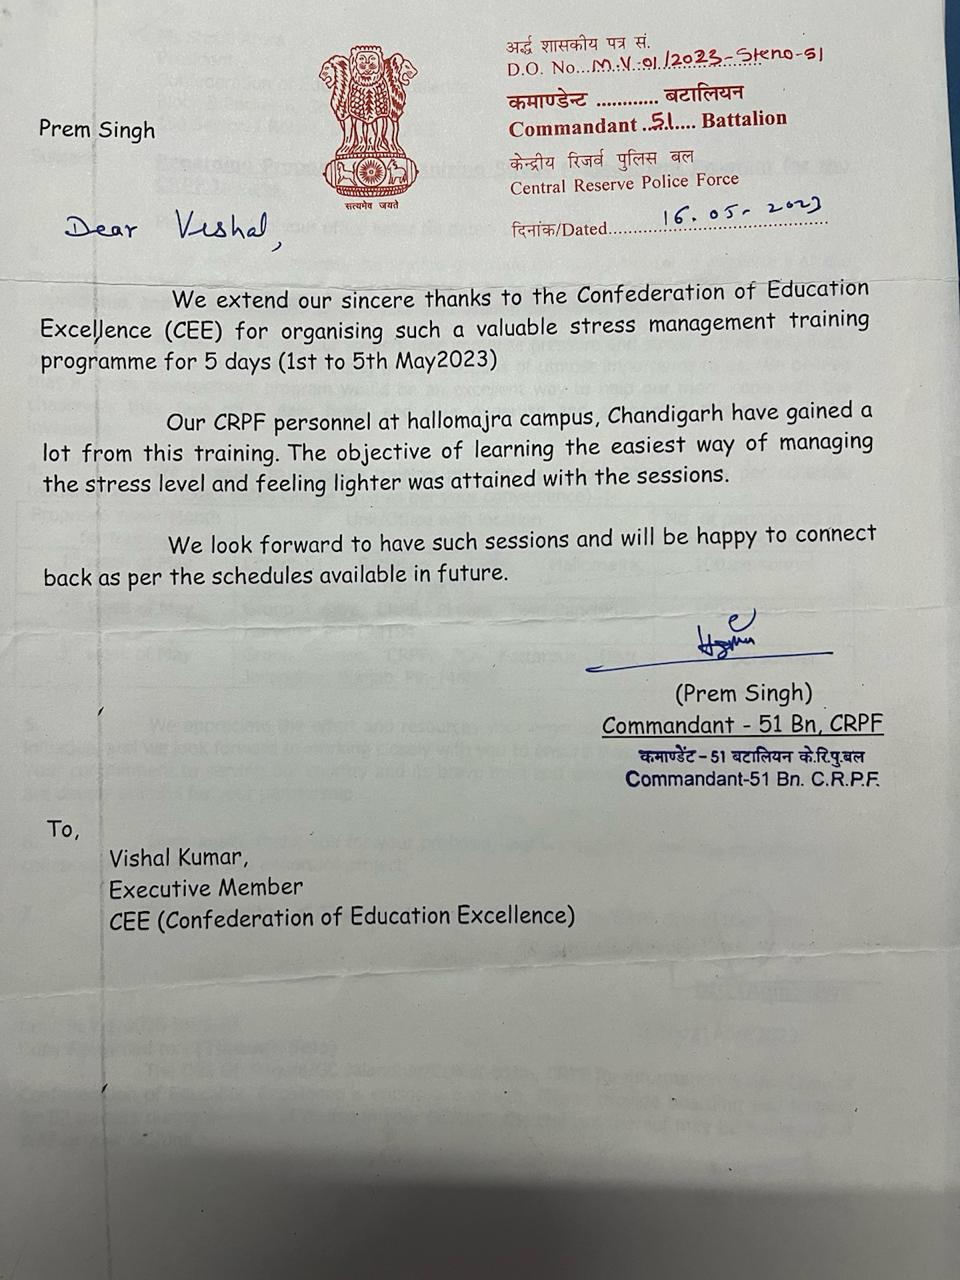 अर्द्ध शासकीय पत्र सं.
D.O. No...M.V.01/2023-Steno-51
कमाण्डेन्ट ............ बटालियन
Commandant ..51.... Battalion
केन्द्रीय रिजर्व पुलिस बल
Central Reserve Police Force
दिनांक/Dated....16.05-2023
Prem Singh
सत्यमेव जयते
Dear Vishal,
We extend our sincere thanks to the Confederation of Education
Excellence (CEE) for organising such a valuable stress management training
programme for 5 days (1st to 5th May2023)
Our CRPF personnel at hallomajra campus, Chandigarh have gained a
lot from this training. The objective of learning the easiest way of managing
the stress level and feeling lighter was attained with the sessions.
We look forward to have such sessions and will be happy to connect
back as per the schedules available in future.
(Prem Singh)
Commandant - 51 Bn, CRPF
कमाण्डेंट-51 बटालियन के.रि.पु.बल
Commandant-51 Bn. C.R.P.F.
To,
Vishal Kumar,
Executive Member
CEE (Confederation of Education Excellence)